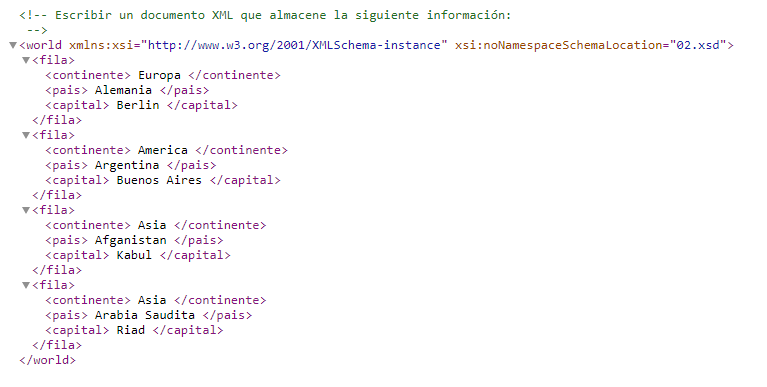 <!-- Escribir un documento XML que almacene la siguiente información:
-->
▼<world xmlns:xsi="http://www.w3.org/2001/XMLSchema-instance" xsi:noNamespaceSchemaLocation="02.xsd">
▼<fila>
<continente> Europa </continente>
<pais> Alemania </pais>
<capital> Berlin </capital>
</fila>
▼<fila>
<continente> America </continente>
<pais> Argentina </pais>
<capital> Buenos Aires </capital>
</fila>
▼<fila>
<continente> Asia </continente>
<pais> Afganistan </pais>
<capital> Kabul </capital>
</fila>
▼<fila>
<continente> Asia </continente>
<pais> Arabia Saudita </pais>
<capital> Riad </capital>
</fila>
</world>